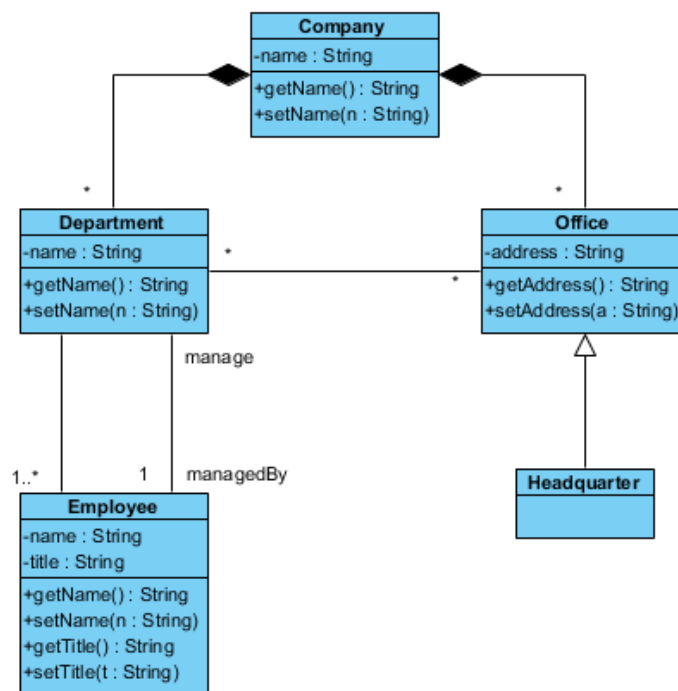 Company
-name : String
+getName() : String
+setName(n : String)
*
*
Department
-name : String
+getName() : String
+setName(n : String)
*
*
Office
-address : String
+getAddress() : String
+setAddress(a : String)
manage
1..*
1
managedBy
Employee
-name : String
-title : String
+getName() : String
+setName(n : String)
+getTitle() : String
+setTitle(t : String)
Headquarter